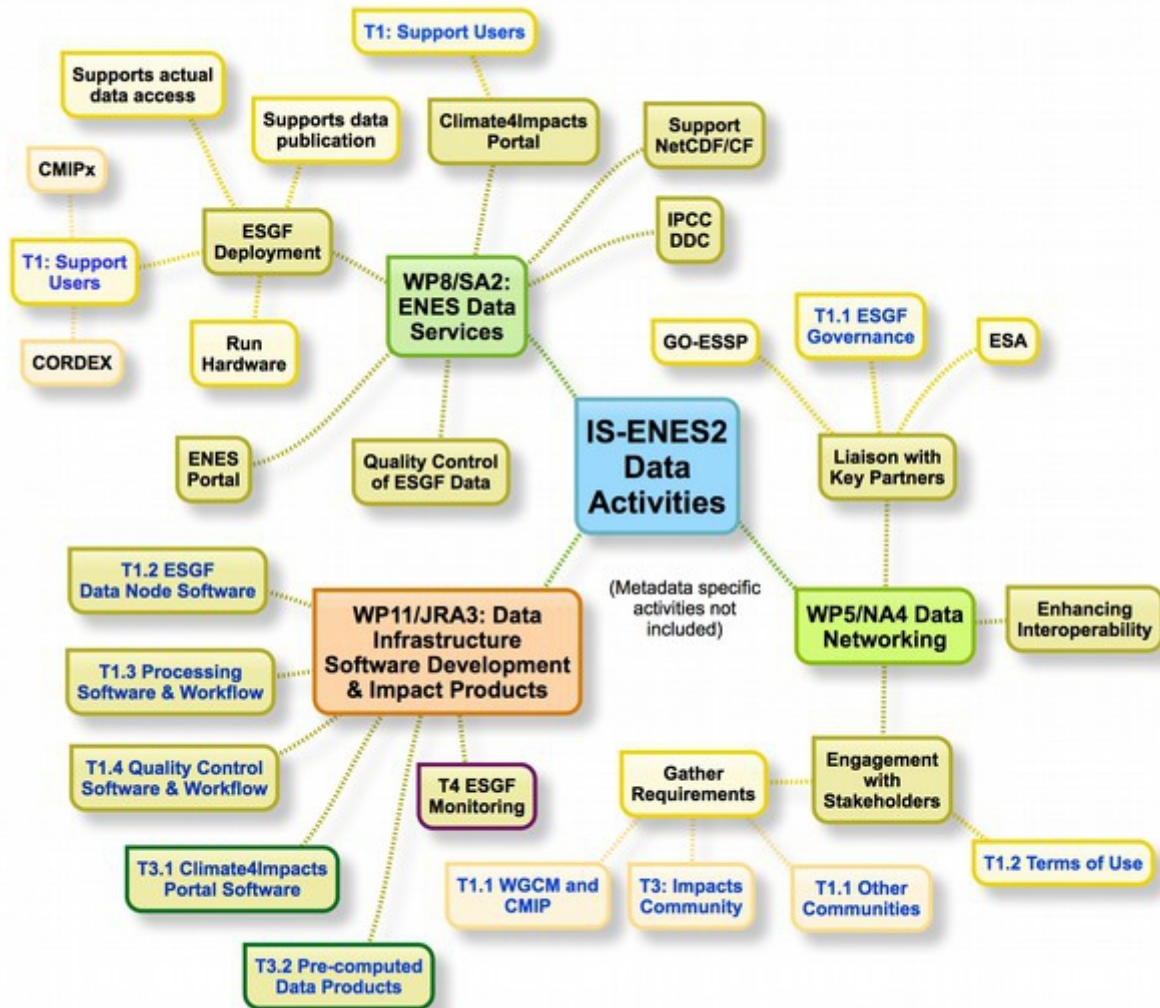 T1: Support Users
Supports actual
data access
Supports data
publication
Climate4Impacts
Portal
Support
NetCDF/CF
CMIPx
ESGF
Deployment
IPCC
DDC
T1: Support
Users
WP8/SA2:
ENES Data
Services
CORDEX
Run
Hardware
GO-ESSP
T1.1 ESGF
Governance
ESA
ENES
Portal
Quality Control
of ESGF Data
IS-ENES2
Data
Activities
Liaison with
Key Partners
T1.2 ESGF
Data Node Software
WP11/JRA3: Data
Infrastructure
Software Development
& Impact Products
(Metadata specific
activities not
included)
WP5/NA4 Data
Networking
Enhancing
Interoperability
T1.3 Processing
Software & Workflow
T1.4 Quality Control
Software & Workflow
T4 ESGF
Monitoring
Gather
Requirements
Engagement
with
Stakeholders
T3.1 Climate4Impacts
Portal Software
T1.1 WGCM and
CMIP
T3: Impacts
Community
T1.1 Other
Communities
T1.2 Terms of Use
T3.2 Pre-computed
Data Products